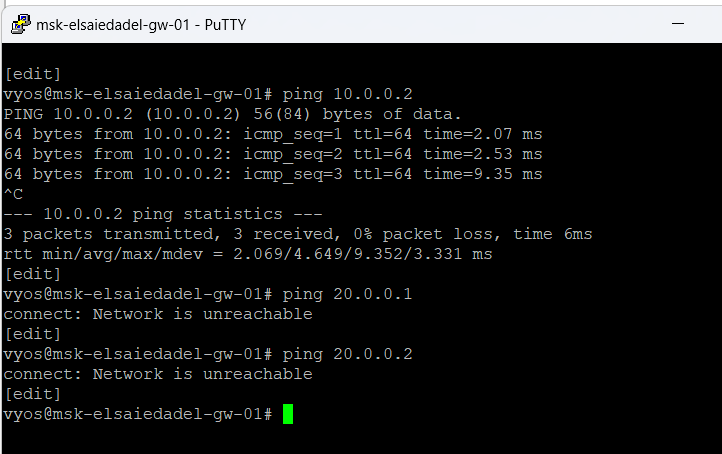 msk-elsaiedadel-gw-01 - PuTTY
[edit]
vyos@msk-elsaiedadel-gw-01# ping 10.0.0.2
PING 10.0.0.2 (10.0.0.2) 56(84) bytes of data.
64 bytes from 10.0.0.2: icmp_seq=1 ttl=64 time=2.07 ms
64 bytes from 10.0.0.2: icmp_seq=2 ttl=64 time=2.53 ms
64 bytes from 10.0.0.2: icmp_seq=3 ttl=64 time=9.35 ms
^C
--- 10.0.0.2 ping statistics ---
3 packets transmitted, 3 received, 0% packet loss, time 6ms
rtt min/avg/max/mdev = 2.069/4.649/9.352/3.331 ms
[edit]
vyos@msk-elsaiedadel-gw-01# ping 20.0.0.1
connect: Network is unreachable
[edit]
vyos@msk-elsaiedadel-gw-01# ping 20.0.0.2
connect: Network is unreachable
[edit]
vyos@msk-elsaiedadel-gw-01#